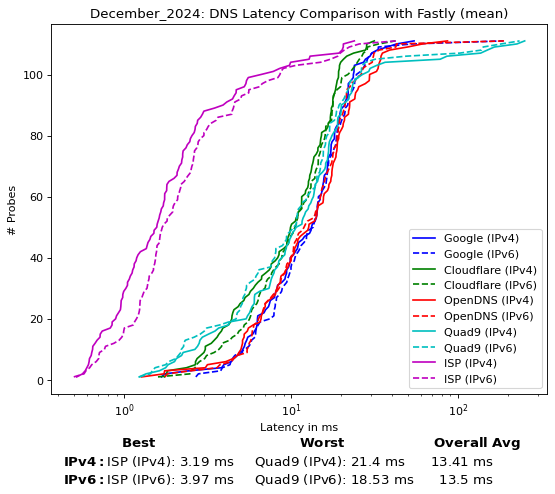 December_2024: DNS Latency Comparison with Fastly (mean)
# Probes
100
80
60
40
20
0
Google (IPv4)
Google (IPv6)
Cloudflare (IPv4)
Cloudflare (IPv6)
OpenDNS (IPv4)
OpenDNS (IPv6)
Quad9 (IPv4)
Quad9 (IPv6)
ISP (IPv4)
ISP (IPv6)
10⁰ 10¹ 10²
Latency in ms
Best Worst Overall Avg
IPv4: ISP (IPv4): 3.19 ms Quad9 (IPv4): 21.4 ms 13.41 ms
IPv6: ISP (IPv6): 3.97 ms Quad9 (IPv6): 18.53 ms 13.5 ms